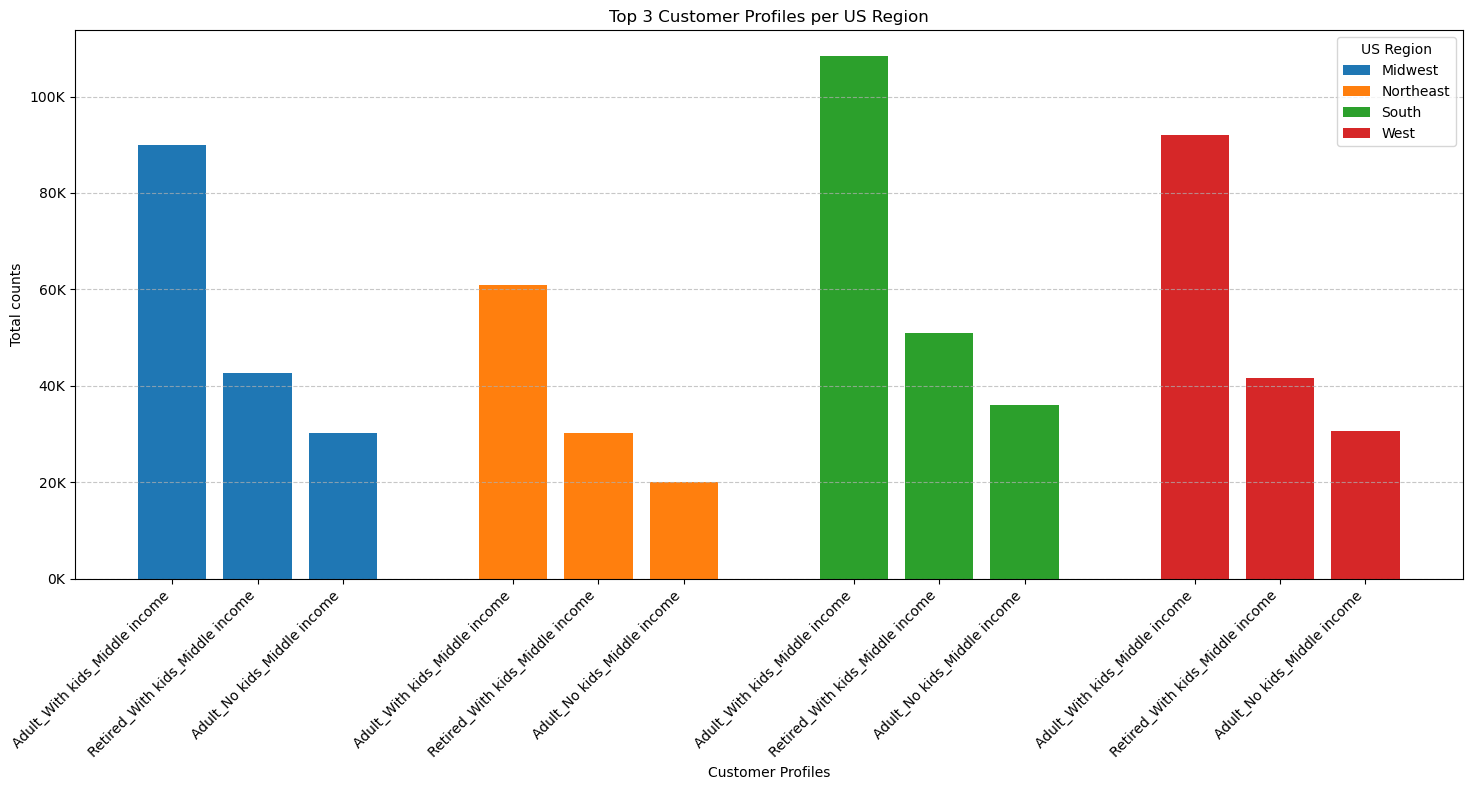 Top 3 Customer Profiles per US Region
US Region
Midwest
Northeast
South
West
Total counts
100K
80K
60K
40K
20K
0K
Adult_With kids_Middle income
Retired_With kids_Middle income
Adult_No kids_Middle income
Adult_With kids_Middle income
Retired_With kids_Middle income
Adult_No kids_Middle income
Adult_With kids_Middle income
Retired_With kids_Middle income
Adult_No kids_Middle income
Adult_With kids_Middle income
Retired_With kids_Middle income
Adult_No kids_Middle income
Customer Profiles